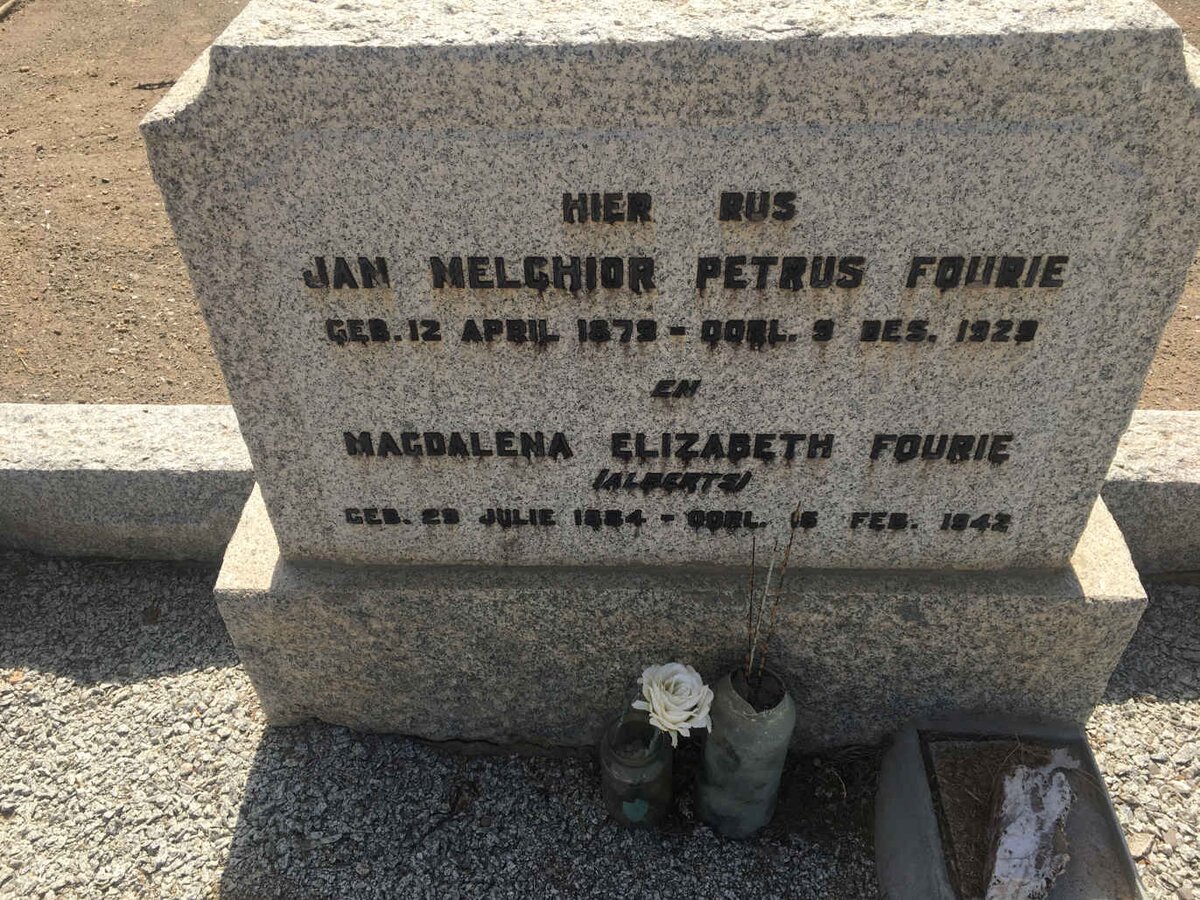 HIER RUS
JAN MELCHIOR PETRUS FOURIE
GEB. 12 APRIL 1879 - OORL. 9 DES. 1929
EN
MAGDALENA ELIZABETH FOURIE
(ALBERTS)
GEB. 29 JULIE 1884 - OORL. 15 FEB. 1942